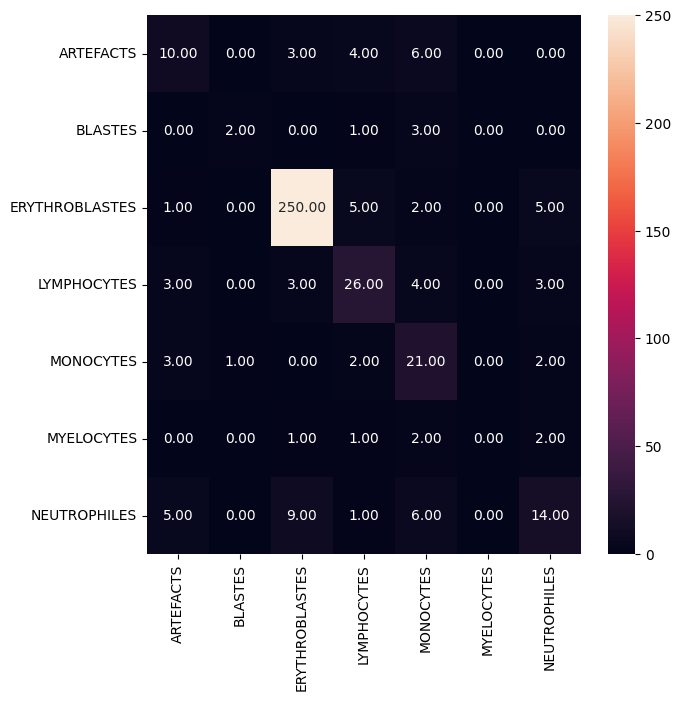 ARTEFACTS 10.00 0.00 3.00 4.00 6.00 0.00 0.00
BLASTES 0.00 2.00 0.00 1.00 3.00 0.00 0.00
ERYTHROBLASTES 1.00 0.00 250.00 5.00 2.00 0.00 5.00
LYMPHOCYTES 3.00 0.00 3.00 26.00 4.00 0.00 3.00
MONOCYTES 3.00 1.00 0.00 2.00 21.00 0.00 2.00
MYELOCYTES 0.00 0.00 1.00 1.00 2.00 0.00 2.00
NEUTROPHILES 5.00 0.00 9.00 1.00 6.00 0.00 14.00
ARTEFACTS
BLASTES
ERYTHROBLASTES
LYMPHOCYTES
MONOCYTES
MYELOCYTES
NEUTROPHILES
250
200
150
100
50
0